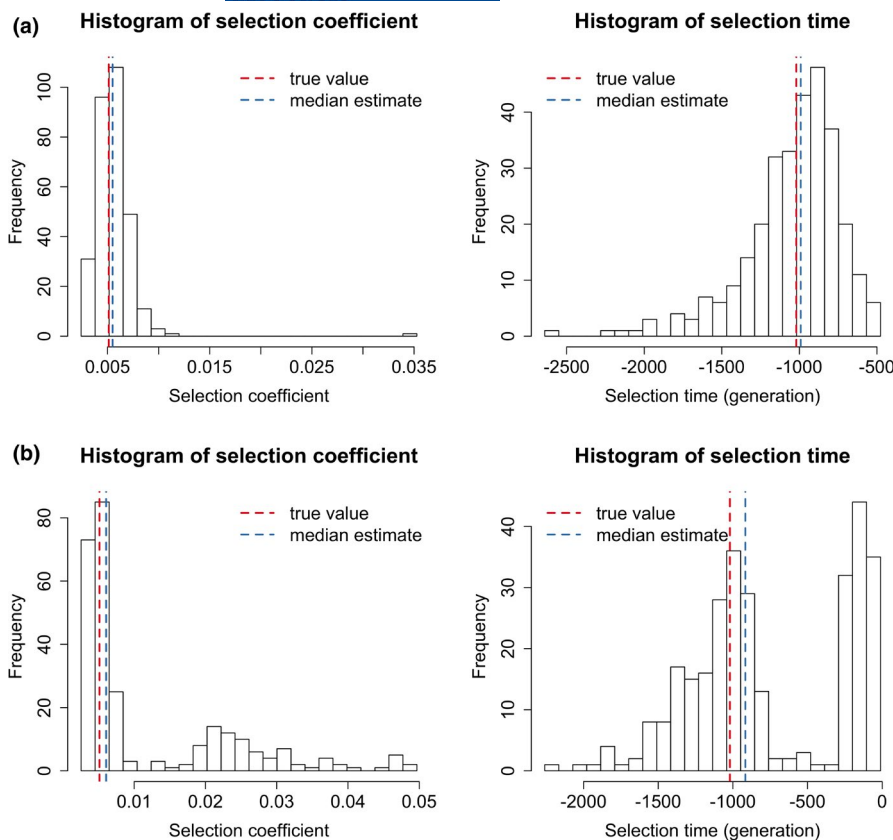 (a)
Histogram of selection coefficient
Frequency
0 20 40 60 80 100
true value
median estimate
0.005 0.015 0.025 0.035
Selection coefficient
Histogram of selection time
Frequency
0 10 20 30 40
true value
median estimate
-2500 -2000 -1500 -1000 -500
Selection time (generation)
(b)
Histogram of selection coefficient
Frequency
0 20 40 60 80
true value
median estimate
0.01 0.02 0.03 0.04 0.05
Selection coefficient
Histogram of selection time
Frequency
0 10 20 30 40
true value
median estimate
-2000 -1500 -1000 -500 0
Selection time (generation)